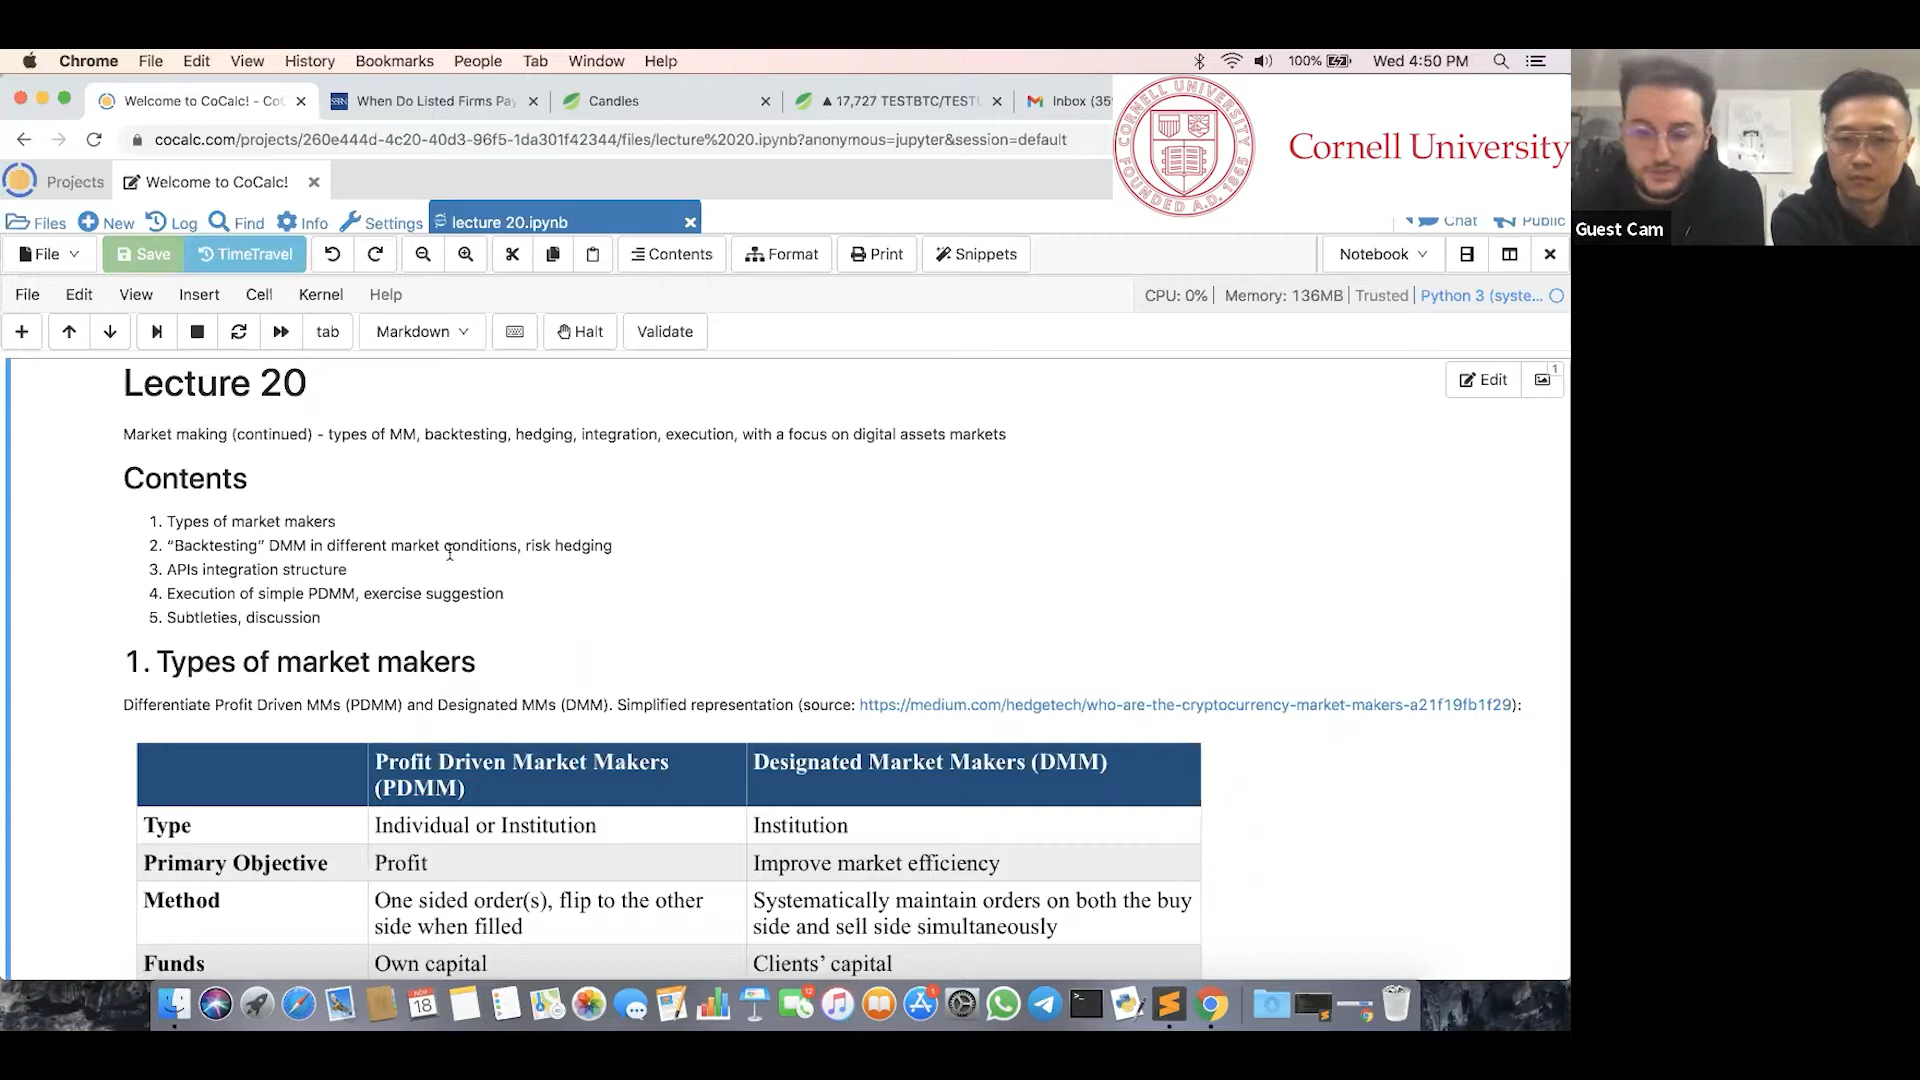 Chrome File Edit View History Bookmarks People Tab Window Help 100% Wed 4:50 PM
Welcome to CoCalc! - Co When Do Listed Firms Pay Candles ▲ 17,727 TESTBTC/TEST Inbox (35
cocalc.com/projects/260e444d-4c20-40d3-96f5-1da301f42344/files/lecture%2020.ipynb?anonymous=jupyter&session=default
Cornell University
CORNELL UNIVERSITY FOUNDED A.D. 1865
Projects Welcome to CoCalc!
Files New Log Find Info Settings lecture 20.ipynb Chat Public
Guest Cam
File Save TimeTravel Contents Format Print Snippets Notebook
File Edit View Insert Cell Kernel Help CPU: 0% Memory: 136MB Trusted Python 3 (syste...
tab Markdown Halt Validate
Lecture 20
Edit 1
Market making (continued) - types of MM, backtesting, hedging, integration, execution, with a focus on digital assets markets
Contents
1. Types of market makers
2. “Backtesting” DMM in different market conditions, risk hedging
3. APIs integration structure
4. Execution of simple PDMM, exercise suggestion
5. Subtleties, discussion
1. Types of market makers
Differentiate Profit Driven MMs (PDMM) and Designated MMs (DMM). Simplified representation (source: https://medium.com/hedgetech/who-are-the-cryptocurrency-market-makers-a21f19fb1f29):
Profit Driven Market Makers (PDMM) Designated Market Makers (DMM)
Type Individual or Institution Institution
Primary Objective Profit Improve market efficiency
Method One sided order(s), flip to the other side when filled Systematically maintain orders on both the buy side and sell side simultaneously
Funds Own capital Clients’ capital
NOV 18 12 1